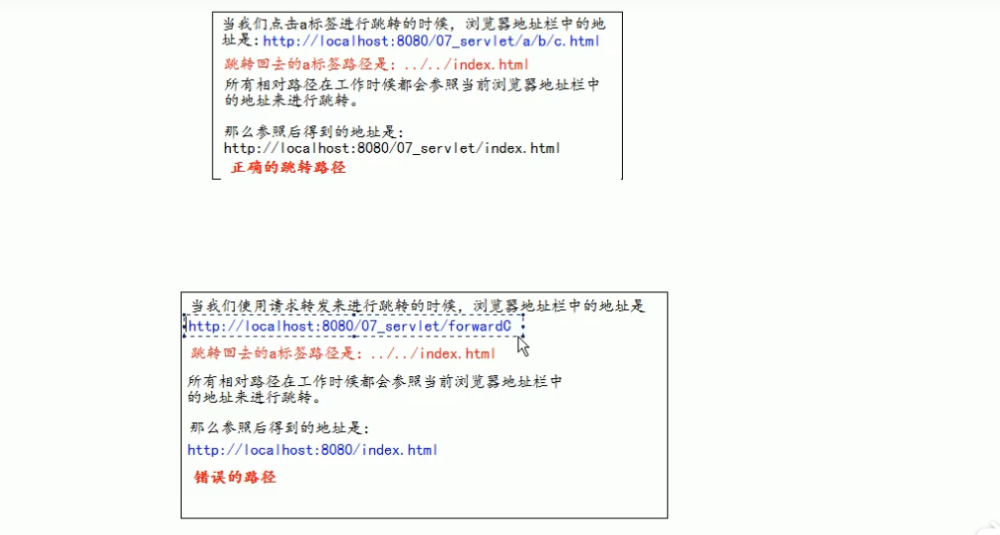 当我们点击a标签进行跳转的时候，浏览器地址栏中的地
址是：http://localhost:8080/07_servlet/a/b/c.html
跳转回去的a标签路径是：../../index.html
所有相对路径在工作时候都会参照当前浏览器地址栏中
的地址来进行跳转。
那么参照后得到的地址是：
http://localhost:8080/07_servlet/index.html
正确的跳转路径
当我们使用请求转发来进行跳转的时候，浏览器地址栏中的地址是
http://localhost:8080/07_servlet/forwardC
跳转回去的a标签路径是：../../index.html
所有相对路径在工作时候都会参照当前浏览器地址栏中
的地址来进行跳转。
那么参照后得到的地址是：
http://localhost:8080/index.html
错误的路径